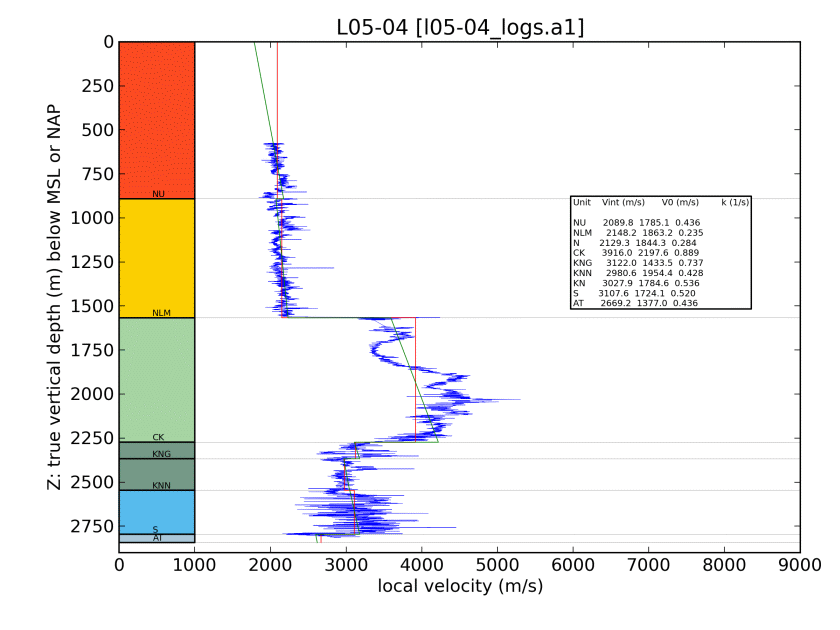 L05-04 [l05-04_logs.a1]
Z: true vertical depth (m) below MSL or NAP
0
250
500
750
1000
1250
1500
1750
2000
2250
2500
2750
NU
NLM
CK
KNG
KNN
S
AT
Unit Vint (m/s) V0 (m/s) k (1/s)
NU 2089.8 1785.1 0.436
NLM 2148.2 1863.2 0.235
N 2129.3 1844.3 0.284
CK 3916.0 2197.6 0.889
KNG 3122.0 1433.5 0.737
KNN 2980.6 1954.4 0.428
KN 3027.9 1784.6 0.536
S 3107.6 1724.1 0.520
AT 2669.2 1377.0 0.436
0 1000 2000 3000 4000 5000 6000 7000 8000 9000
local velocity (m/s)